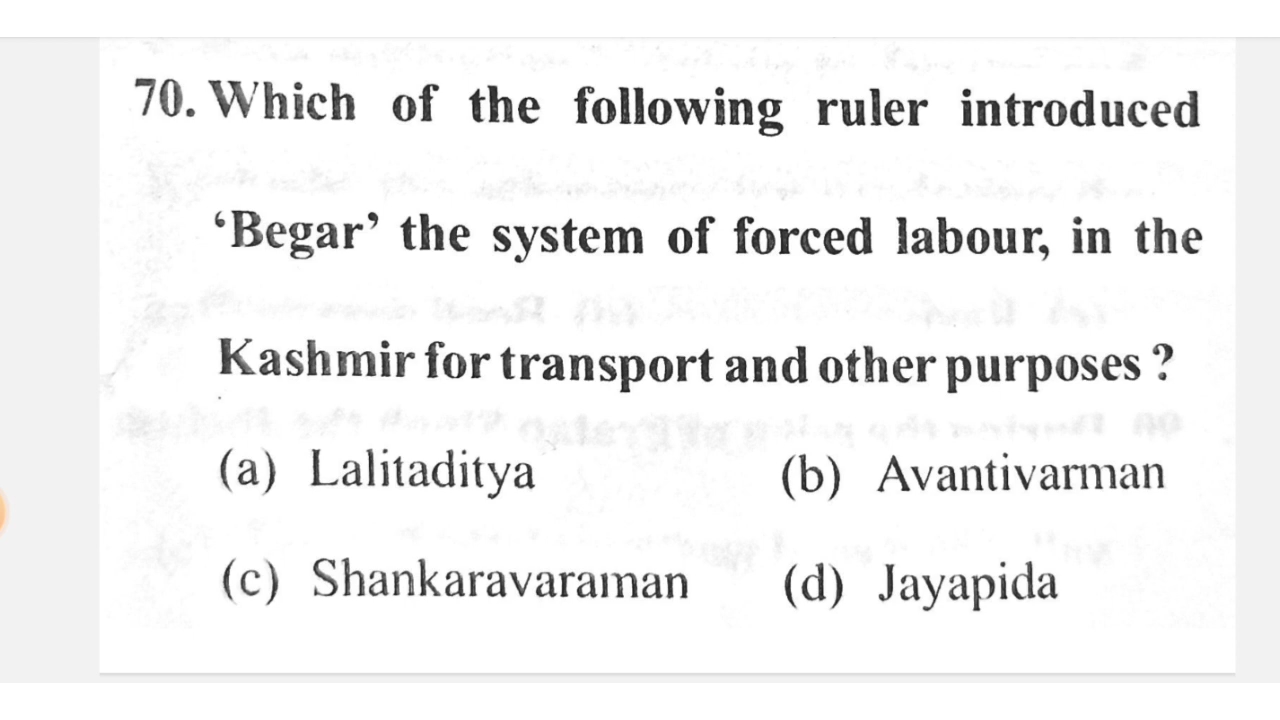 70. Which of the following ruler introduced
‘Begar’ the system of forced labour, in the
Kashmir for transport and other purposes ?
(a) Lalitaditya (b) Avantivarman
(c) Shankaravaraman (d) Jayapida